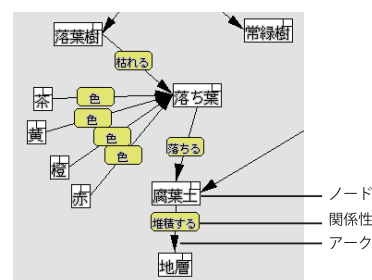 落葉樹
常緑樹
枯れる
茶
色
落ち葉
黄
色
色
橙
色
赤
落ちる
腐葉土
ノード
堆積する
関係性
アーク
地層